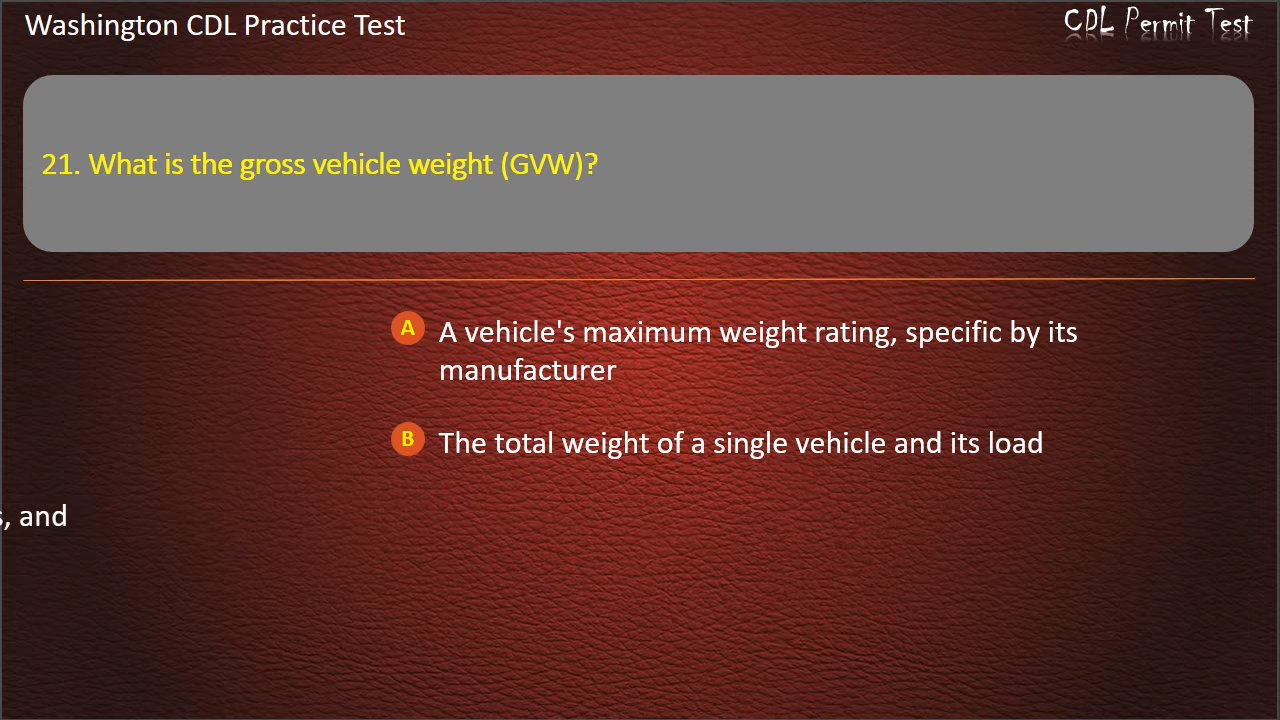 Washington CDL Practice Test
CDL Permit Test
21. What is the gross vehicle weight (GVW)?
A A vehicle's maximum weight rating, specific by its
manufacturer
B The total weight of a single vehicle and its load
, and